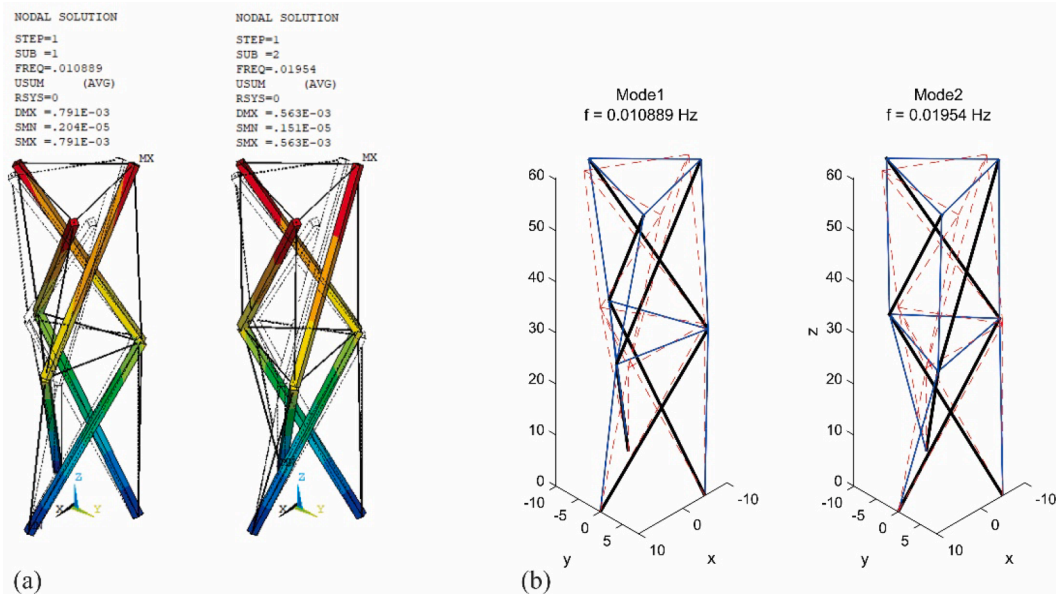 NODAL SOLUTION
STEP=1
SUB =1
FREQ=.010889
USUM (AVG)
RSYS=0
DMX =.791E-03
SMN =.204E-05
SMX =.791E-03
MX
X
Z
Y
NODAL SOLUTION
STEP=1
SUB =2
FREQ=.01954
USUM (AVG)
RSYS=0
DMX =.563E-03
SMN =.151E-05
SMX =.563E-03
MX
X
Z
Y
(a)
Mode1
f = 0.010889 Hz
60
50
40
30
20
10
0
-10
-5
0
5
10
0
-10
y
x
Mode2
f = 0.01954 Hz
60
50
40
30
20
10
0
z
-10
-5
0
5
10
0
-10
y
x
(b)